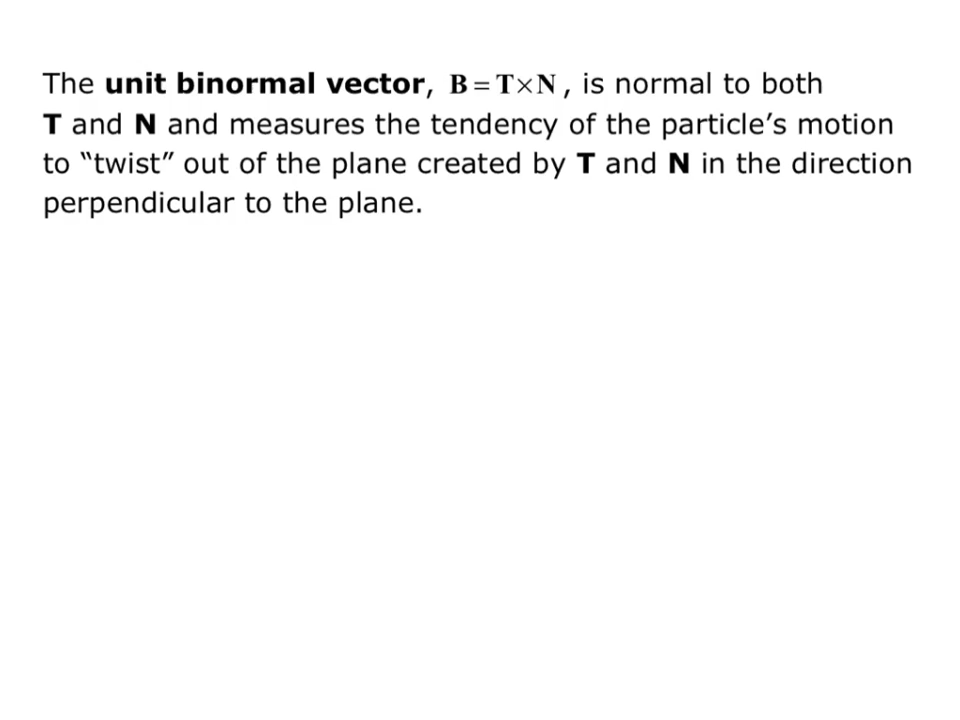 The unit binormal vector, B = T×N, is normal to both
T and N and measures the tendency of the particle’s motion
to “twist” out of the plane created by T and N in the direction
perpendicular to the plane.